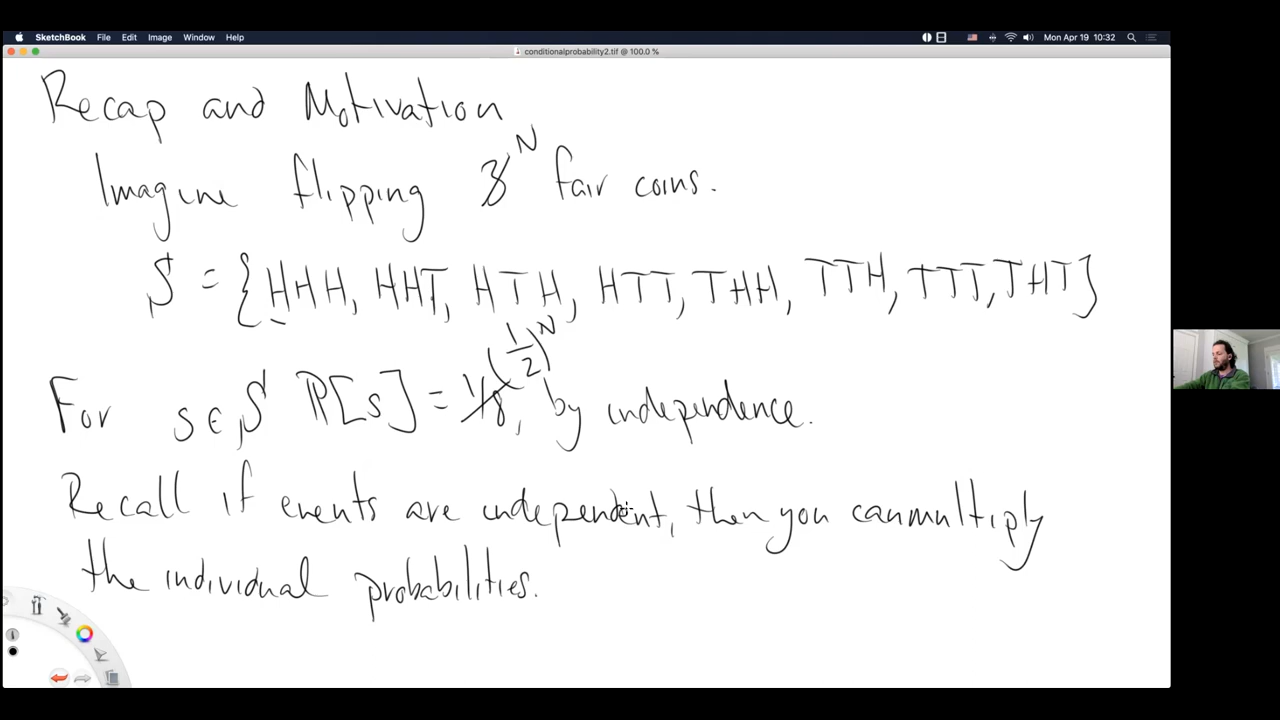 SketchBook File Edit Image Window Help Mon Apr 19 10:32
conditionalprobability2.tif @ 100.0 %
Recap and Motivation
Imagine flipping 3 N fair coins.
S = {HHH, HHT, HTH, HTT, THH, TTH, TTT, THT}
For s ∈ S P[s] = 1/8 (1/2)^N, by independence.
Recall if events are independent, then you can multiply
the individual probabilities.